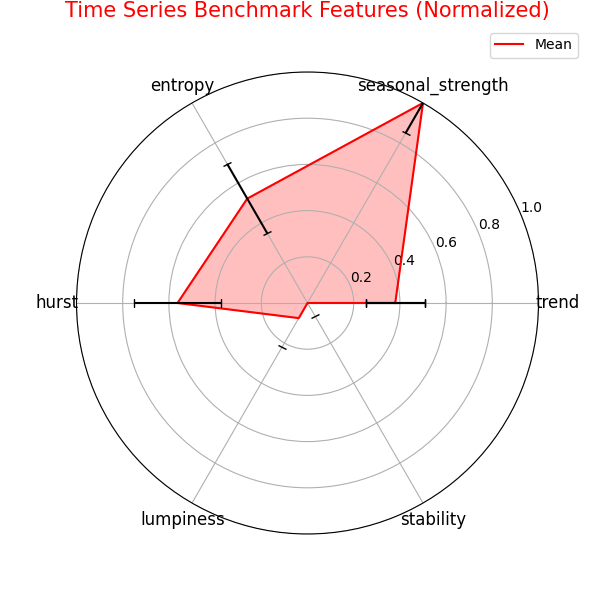 Time Series Benchmark Features (Normalized)
Mean
entropy
seasonal_strength
1.0
0.8
0.6
0.4
0.2
hurst
trend
lumpiness
stability